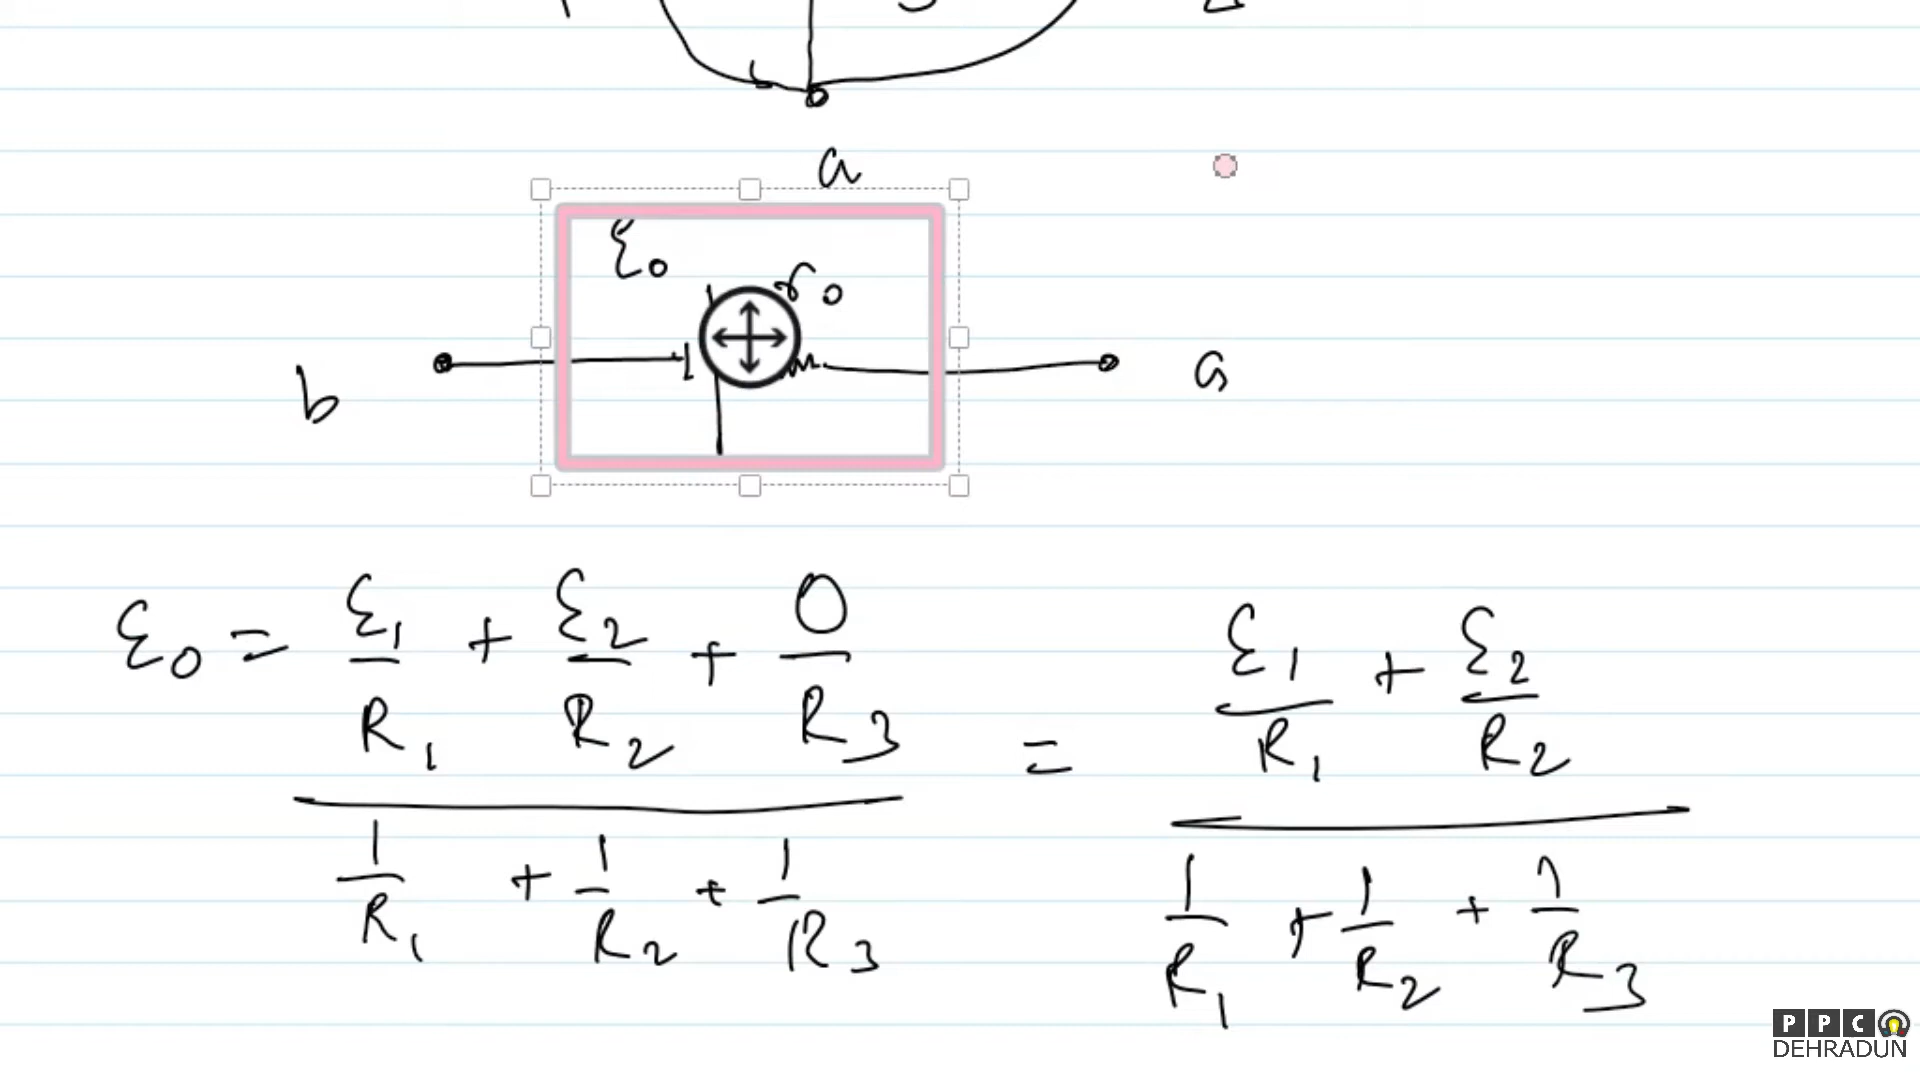 a
ε₀
r₀
b a
ε₀ = (ε₁/R₁ + ε₂/R₂ + 0/R₃) / (1/R₁ + 1/R₂ + 1/R₃) = (ε₁/R₁ + ε₂/R₂) / (1/R₁ + 1/R₂ + 1/R₃)
PPC
DEHRADUN